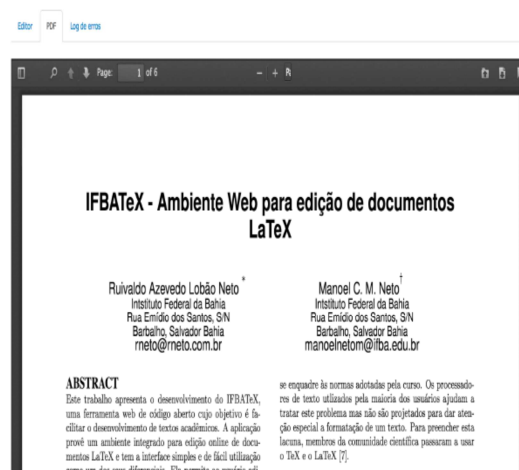 Editor PDF Log de erros
Page: 1 of 6
IFBATeX - Ambiente Web para edição de documentos
LaTeX
Ruivaldo Azevedo Lobão Neto *
Intstituto Federal da Bahia
Rua Emídio dos Santos, S/N
Barbalho, Salvador Bahia
rneto@rneto.com.br
Manoel C. M. Neto †
Intstituto Federal da Bahia
Rua Emídio dos Santos, S/N
Barbalho, Salvador Bahia
manoelnetom@ifba.edu.br
ABSTRACT
Este trabalho apresenta o desenvolvimento do IFBATeX,
uma ferramenta web de código aberto cujo objetivo é fa-
cilitar o desenvolvimento de textos acadêmicos. A aplicação
provê um ambiente integrado para edição online de docu-
mentos LaTeX e tem a interface simples e de fácil utilização
se enquadre às normas adotadas pela curso. Os processado-
res de texto utilizados pela maioria dos usuários ajudam a
tratar este problema mas não são projetados para dar aten-
ção especial a formatação de um texto. Para preencher esta
lacuna, membros da comunidade científica passaram a usar
o TeX e o LaTeX [7].